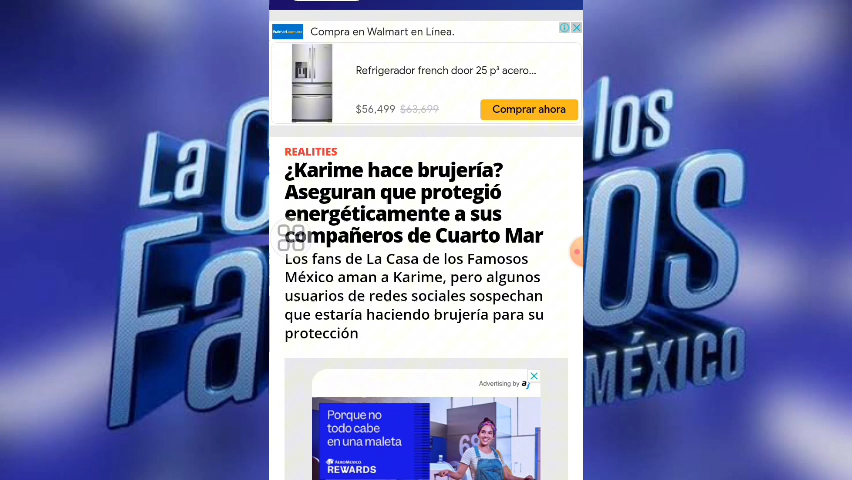 Walmart
Compra en Walmart en Línea.
Refrigerador french door 25 p³ acero...
$56,499 $63,699
Comprar ahora
REALITIES
¿Karime hace brujería?
Aseguran que protegió
energéticamente a sus
compañeros de Cuarto Mar
Los fans de La Casa de los Famosos
México aman a Karime, pero algunos
usuarios de redes sociales sospechan
que estaría haciendo brujería para su
protección
Advertising by
Porque no
todo cabe
en una maleta
AEROMEXICO
REWARDS
La C
los
Fa
OS
MÉXICO